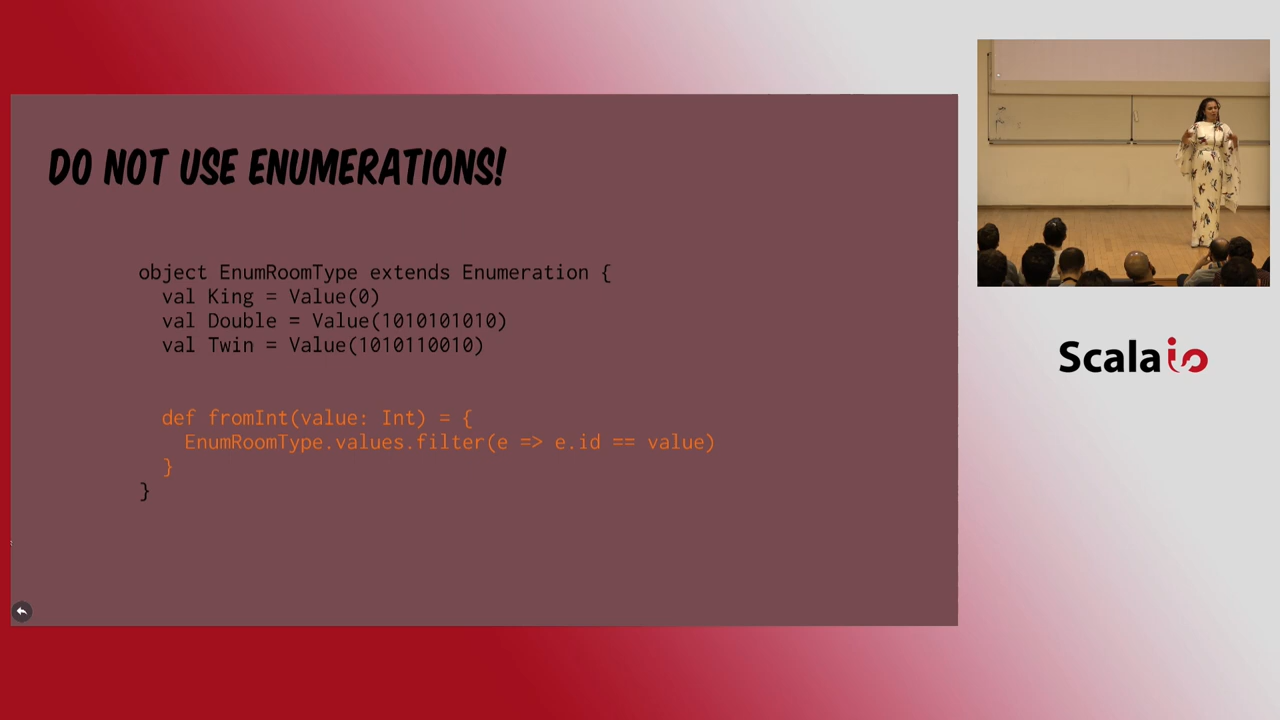 DO NOT USE ENUMERATIONS!
object EnumRoomType extends Enumeration {
val King = Value(0)
val Double = Value(1010101010)
val Twin = Value(1010110010)
def fromInt(value: Int) = {
EnumRoomType.values.filter(e => e.id == value)
}
}
Scala io